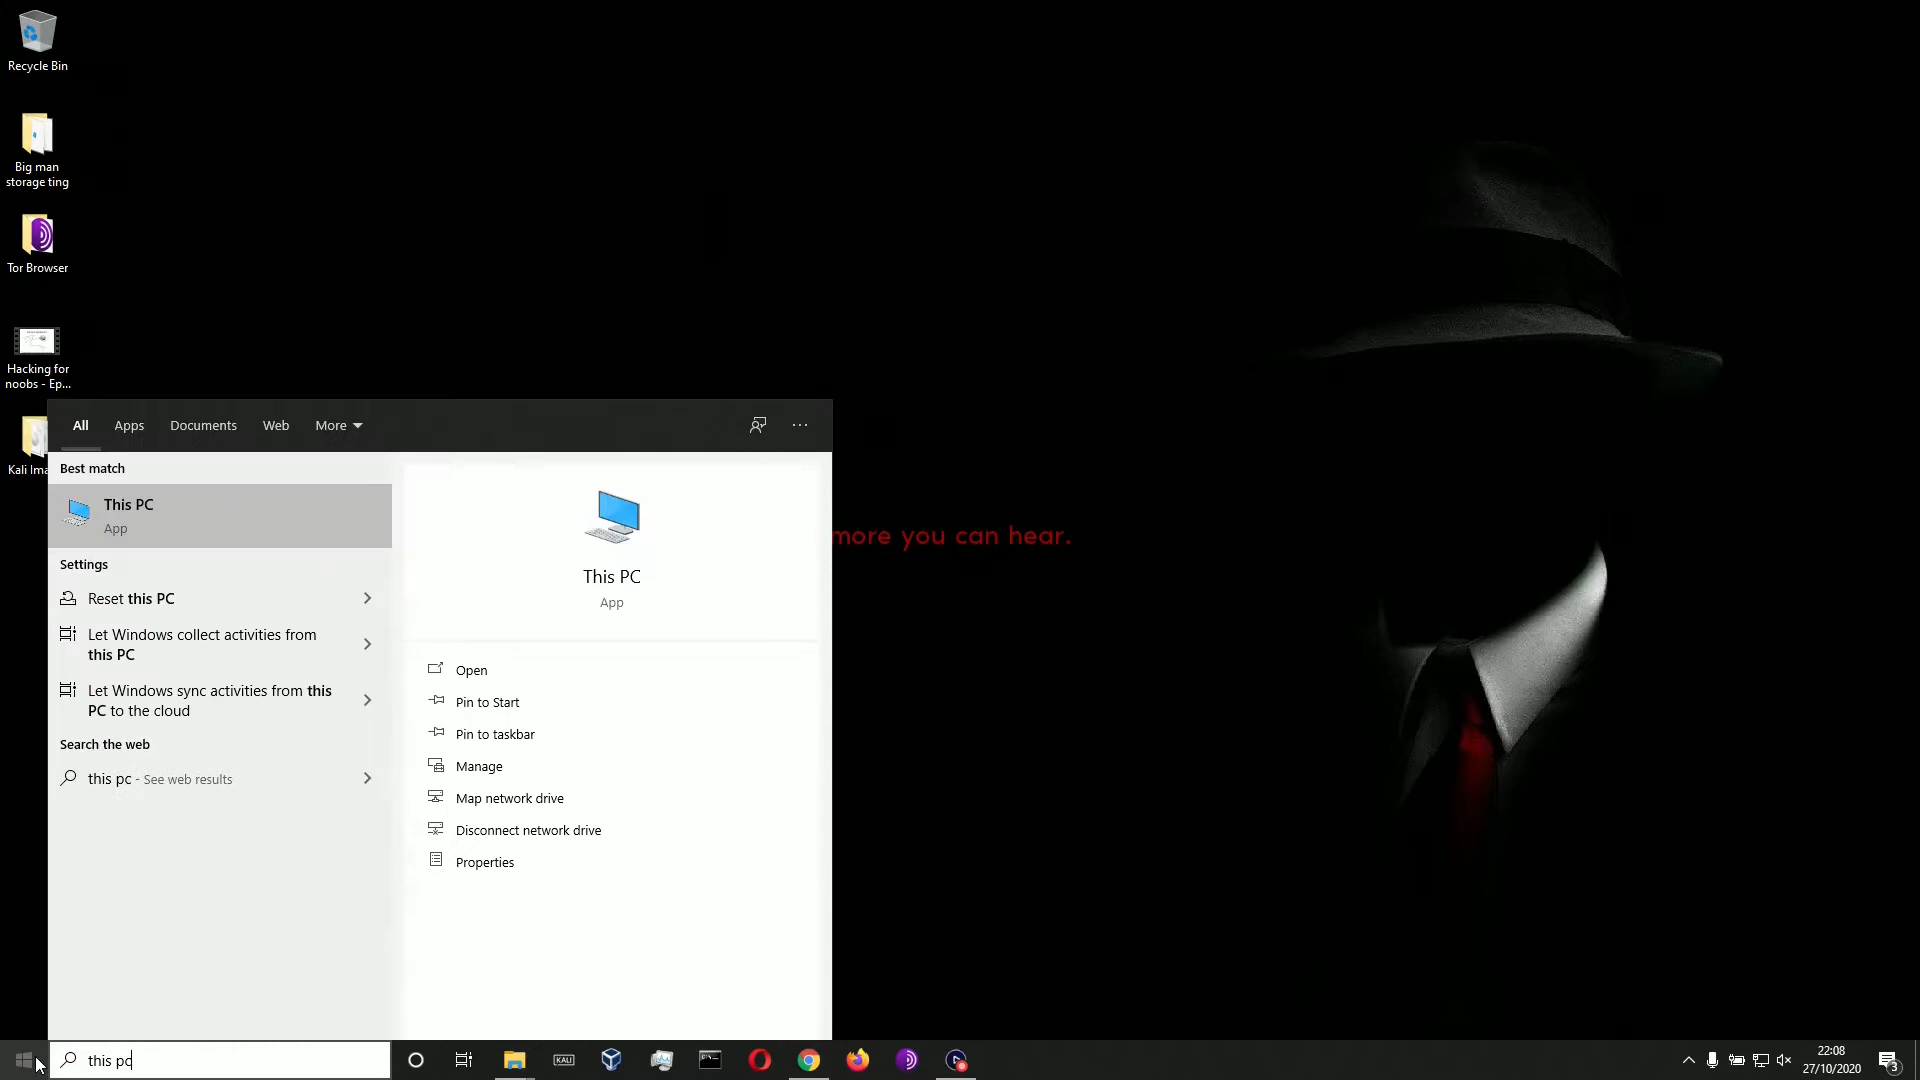 Recycle Bin
Big man
storage ting
Tor Browser
Hacking for
noobs - Ep...
Kali Ima
All
Apps
Documents
Web
More
Best match
This PC
App
Settings
Reset this PC
Let Windows collect activities from
this PC
Let Windows sync activities from this
PC to the cloud
Search the web
this pc - See web results
This PC
App
Open
Pin to Start
Pin to taskbar
Manage
Map network drive
Disconnect network drive
Properties
more you can hear.
this pc
KALI
22:08
27/10/2020
3